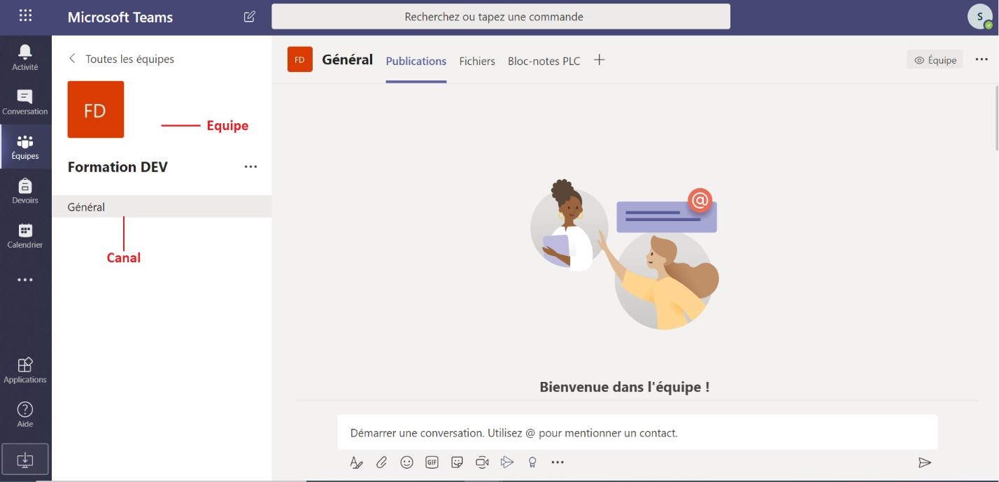 Microsoft Teams
Recherchez ou tapez une commande
S
Activité
Conversation
Équipes
Devoirs
Calendrier
Applications
Aide
Toutes les équipes
FD
Equipe
Formation DEV
Général
Canal
FD
Général
Publications
Fichiers
Bloc-notes PLC
Équipe
@
Bienvenue dans l'équipe !
Démarrer une conversation. Utilisez @ pour mentionner un contact.
GIF